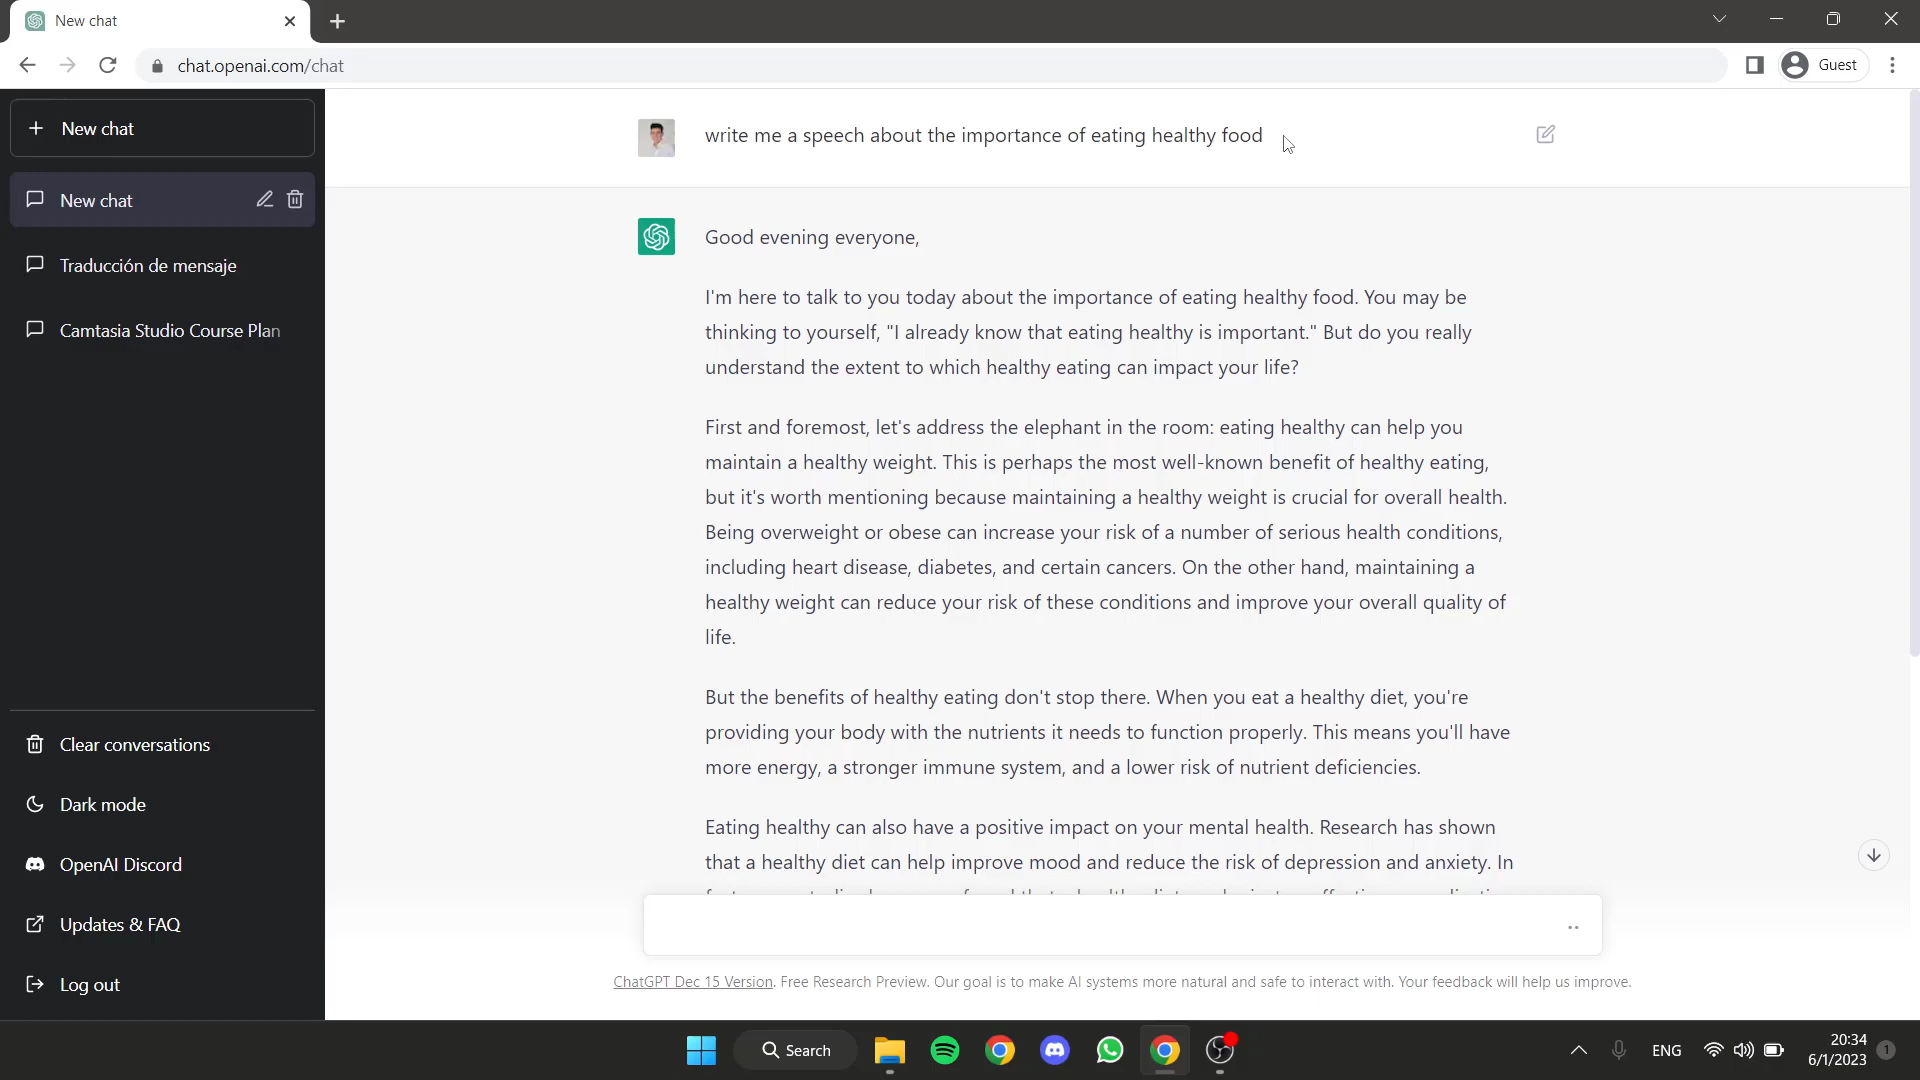 New chat
chat.openai.com/chat
Guest
New chat
New chat
Traducción de mensaje
Camtasia Studio Course Plan
Clear conversations
Dark mode
OpenAI Discord
Updates & FAQ
Log out
write me a speech about the importance of eating healthy food
Good evening everyone,
I'm here to talk to you today about the importance of eating healthy food. You may be
thinking to yourself, "I already know that eating healthy is important." But do you really
understand the extent to which healthy eating can impact your life?
First and foremost, let's address the elephant in the room: eating healthy can help you
maintain a healthy weight. This is perhaps the most well-known benefit of healthy eating,
but it's worth mentioning because maintaining a healthy weight is crucial for overall health.
Being overweight or obese can increase your risk of a number of serious health conditions,
including heart disease, diabetes, and certain cancers. On the other hand, maintaining a
healthy weight can reduce your risk of these conditions and improve your overall quality of
life.
But the benefits of healthy eating don't stop there. When you eat a healthy diet, you're
providing your body with the nutrients it needs to function properly. This means you'll have
more energy, a stronger immune system, and a lower risk of nutrient deficiencies.
Eating healthy can also have a positive impact on your mental health. Research has shown
that a healthy diet can help improve mood and reduce the risk of depression and anxiety. In
ChatGPT Dec 15 Version. Free Research Preview. Our goal is to make AI systems more natural and safe to interact with. Your feedback will help us improve.
Search
ENG
20:34
6/1/2023
1